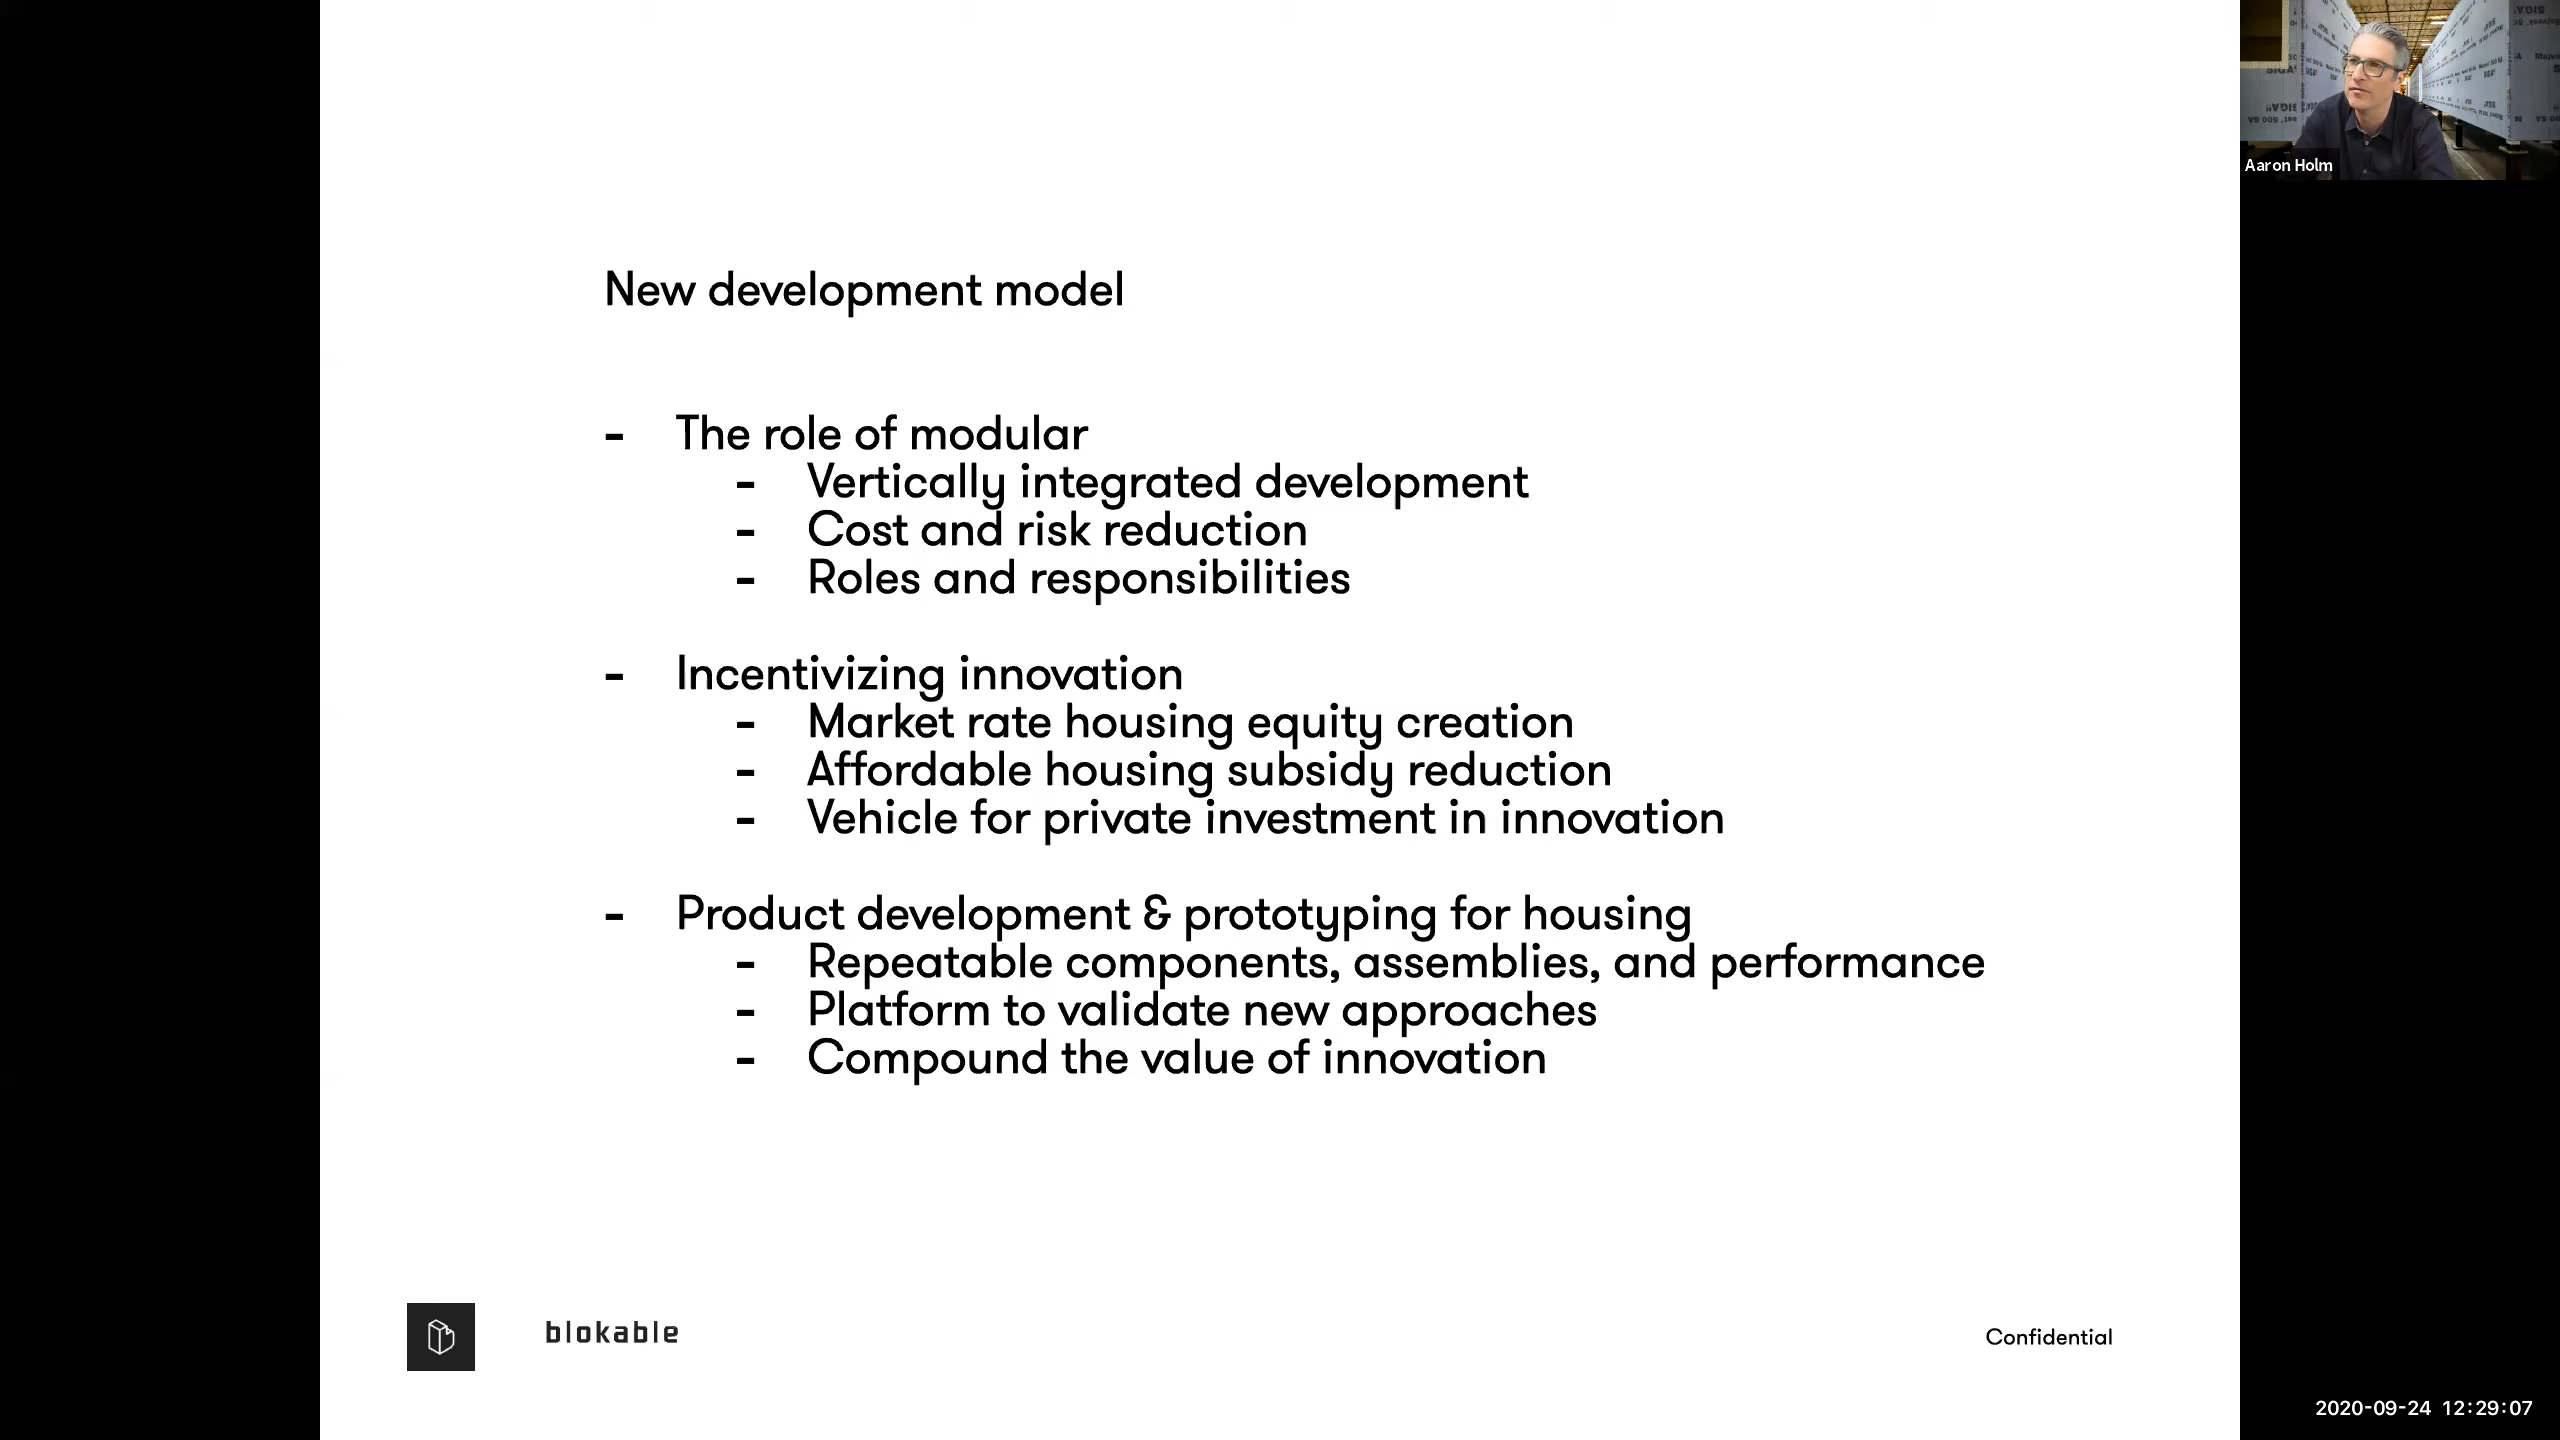 New development model
- The role of modular
- Vertically integrated development
- Cost and risk reduction
- Roles and responsibilities
- Incentivizing innovation
- Market rate housing equity creation
- Affordable housing subsidy reduction
- Vehicle for private investment in innovation
- Product development & prototyping for housing
- Repeatable components, assemblies, and performance
- Platform to validate new approaches
- Compound the value of innovation
blokable
Confidential
SIGA
Aaron Holm
2020-09-24 12:29:07